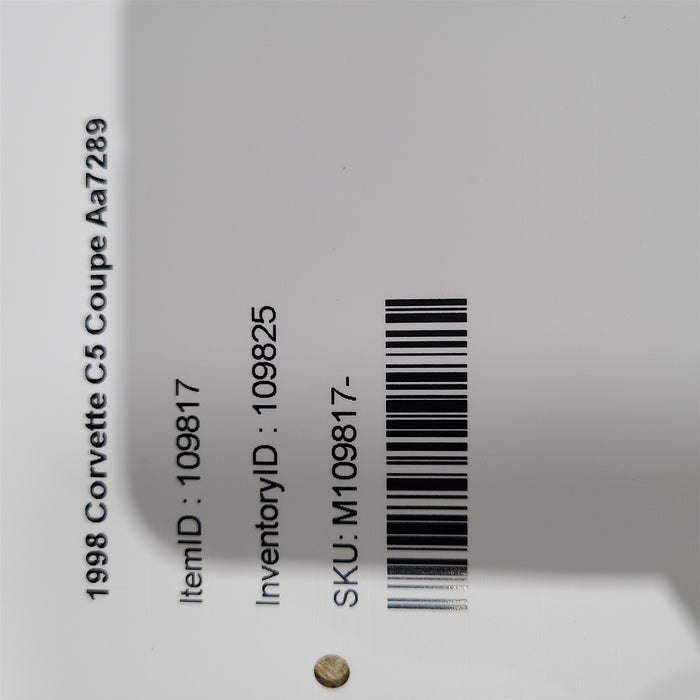 1998 Corvette C5 Coupe Aa7289
ItemID : 109817
InventoryID : 109825
SKU: M109817-